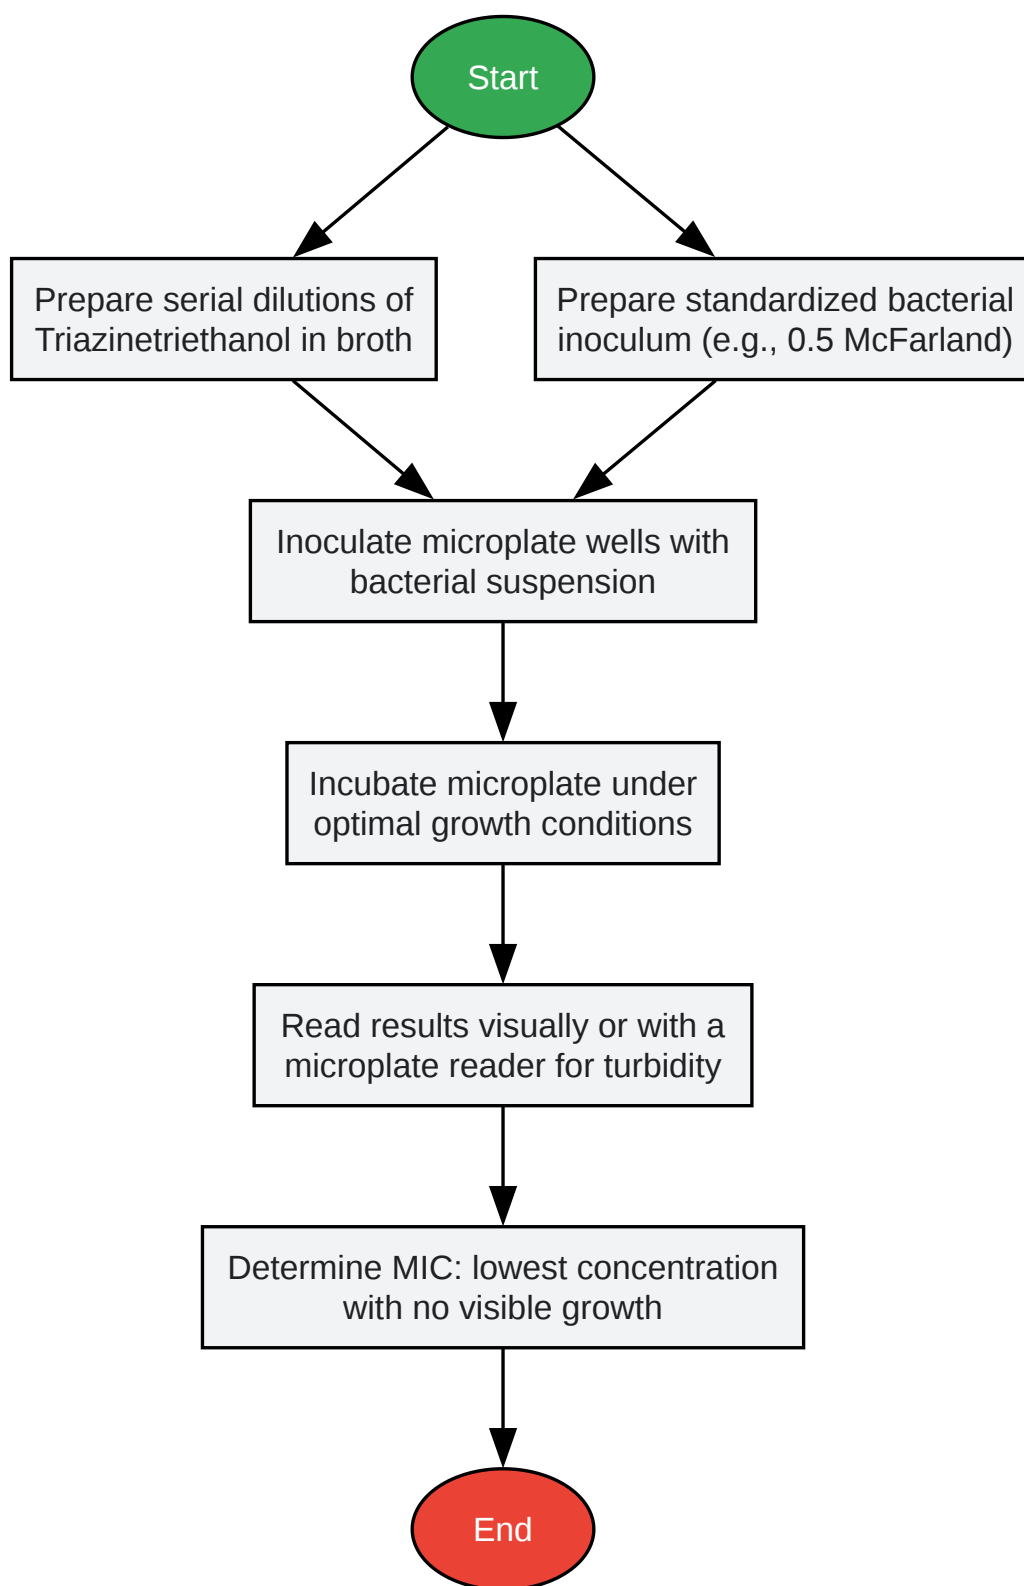 Start
Prepare serial dilutions of
Triazinetriethanol in broth
Prepare standardized bacterial
inoculum (e.g., 0.5 McFarland)
Inoculate microplate wells with
bacterial suspension
Incubate microplate under
optimal growth conditions
Read results visually or with a
microplate reader for turbidity
Determine MIC: lowest concentration
with no visible growth
End